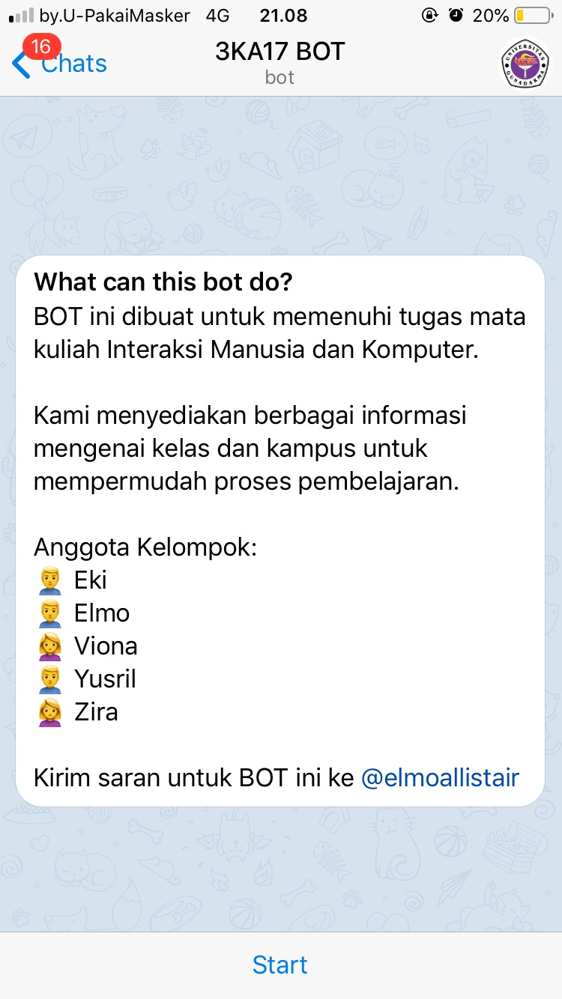 by.U-PakaiMasker 4G 21.08 20%
16
Chats
3KA17 BOT
bot
UNIVERSITAS GUNADARMA
What can this bot do?
BOT ini dibuat untuk memenuhi tugas mata
kuliah Interaksi Manusia dan Komputer.
Kami menyediakan berbagai informasi
mengenai kelas dan kampus untuk
mempermudah proses pembelajaran.
Anggota Kelompok:
🙎‍♂️ Eki
🙎‍♂️ Elmo
🙎‍♀️ Viona
🙎‍♂️ Yusril
🙎‍♀️ Zira
Kirim saran untuk BOT ini ke @elmoallistair
Start